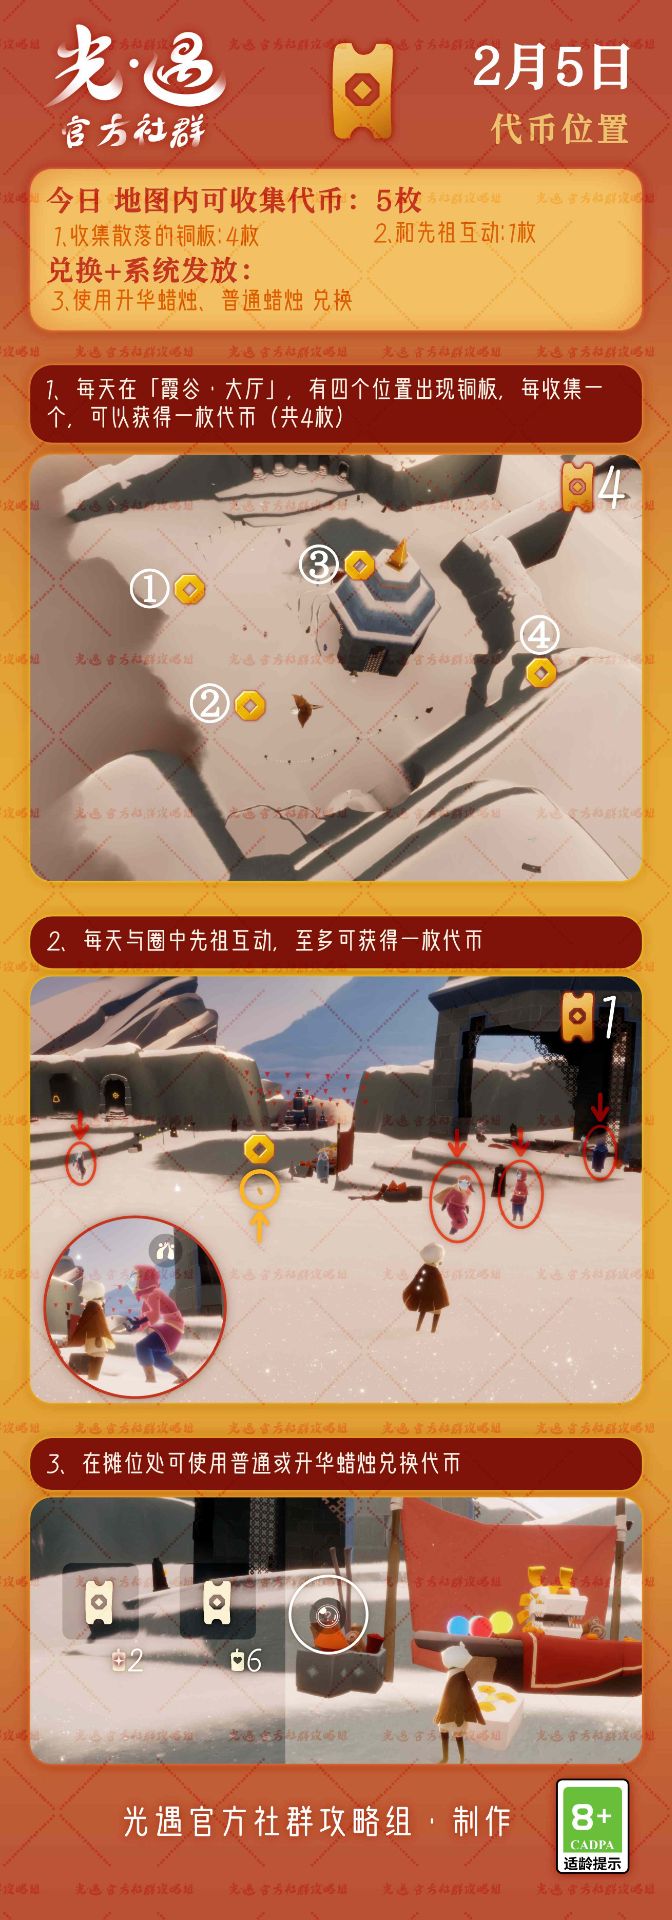 光·遇
官方社群
2月5日
代币位置
今日 地图内可收集代币：5枚
1.收集散落的铜板:4枚
2.和先祖互动:1枚
兑换+系统发放：
3.使用升华蜡烛、普通蜡烛 兑换
1、每天在「霞谷·大厅」，有四个位置出现铜板，每收集一
个，可以获得一枚代币（共4枚）
4
①
②
③
④
2、每天与圈中先祖互动，至多可获得一枚代币
1
3、在摊位处可使用普通或升华蜡烛兑换代币
2
6
光遇官方社群攻略组·制作
8+
CADPA
适龄提示